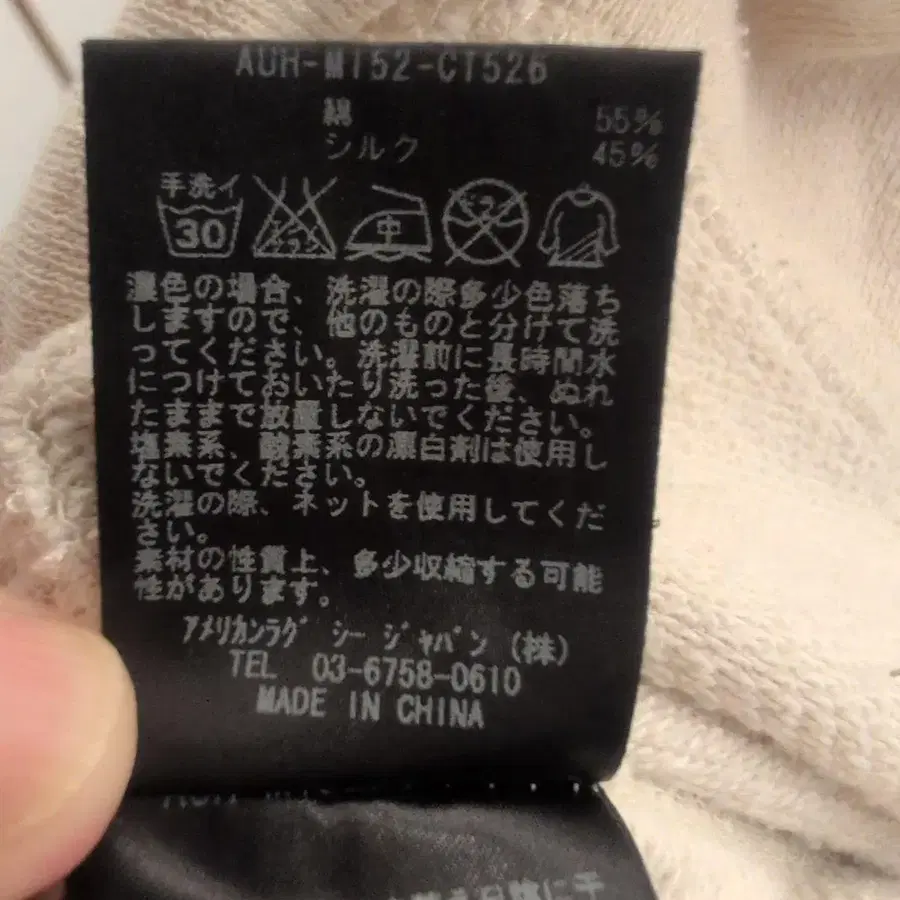 AUH-MT52-CT526
綿 55%
シルク 45%
手洗イ
30 エンソ 中 ドライ
濃色の場合、洗濯の際多少色落ち
しますので、他のものと分けて洗
ってください。洗濯前に長時間水
につけておいたり洗った後、ぬれ
たままで放置しないでください。
塩素系、酸素系の漂白剤は使用し
ないでください。
洗濯の際、ネットを使用してくだ
さい。
素材の性質上、多少収縮する可能
性があります。
アメリカンラグ シー ジャパン (株)
TEL 03-6758-0610
MADE IN CHINA